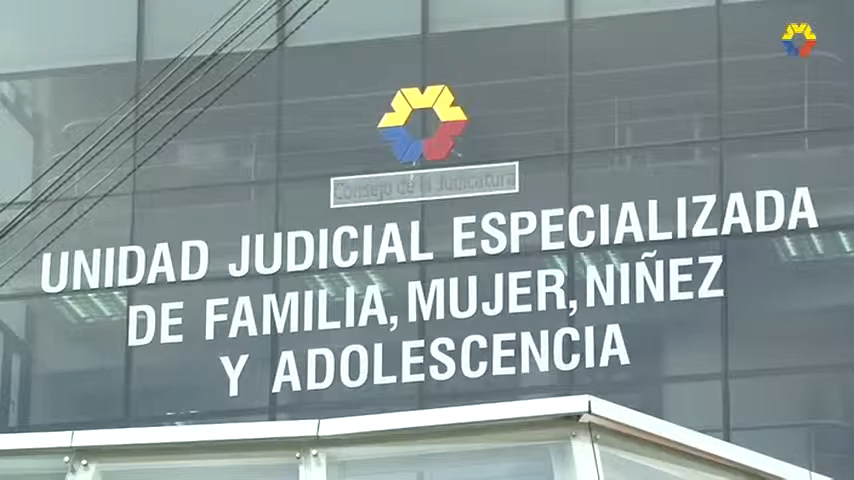 Consejo de la Judicatura
UNIDAD JUDICIAL ESPECIALIZADA
DE FAMILIA, MUJER, NIÑEZ
Y ADOLESCENCIA